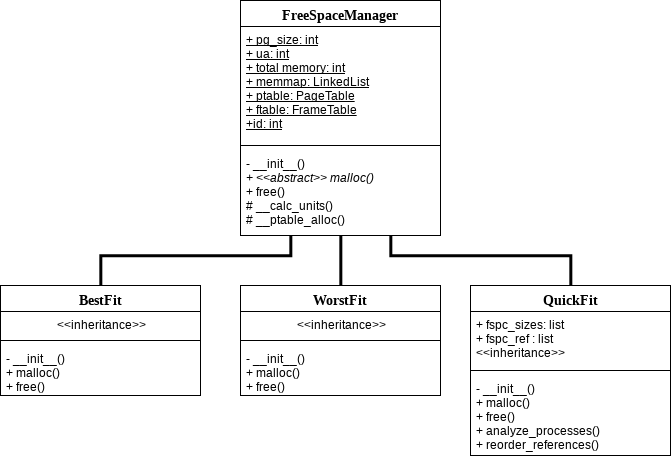 FreeSpaceManager
+ pg_size: int
+ ua: int
+ total memory: int
+ memmap: LinkedList
+ ptable: PageTable
+ ftable: FrameTable
+id: int
- __init__()
+ <<abstract>> malloc()
+ free()
# __calc_units()
# __ptable_alloc()
BestFit
<<inheritance>>
- __init__()
+ malloc()
+ free()
WorstFit
<<inheritance>>
- __init__()
+ malloc()
+ free()
QuickFit
+ fspc_sizes: list
+ fspc_ref : list
<<inheritance>>
- __init__()
+ malloc()
+ free()
+ analyze_processes()
+ reorder_references()